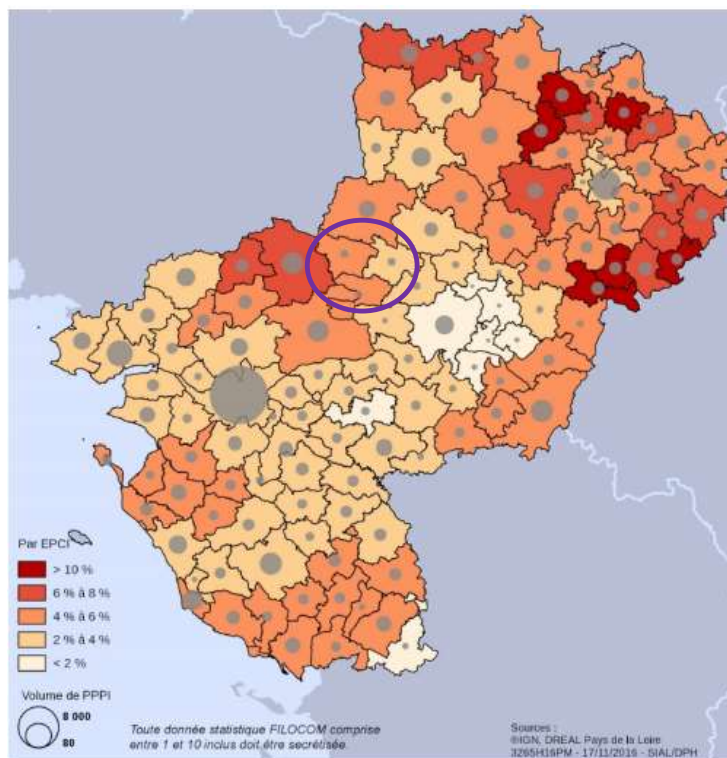 Par EPCI
> 10 %
6 % à 8 %
4 % à 6 %
2 % à 4 %
< 2 %
Volume de PPPI
8 000
80
Toute donnée statistique FILOCOM comprise
entre 1 et 10 inclus doit être secrétisée.
Sources :
®IGN, DREAL Pays de la Loire
3265H16PM - 17/11/2016 - SIAL/DPH